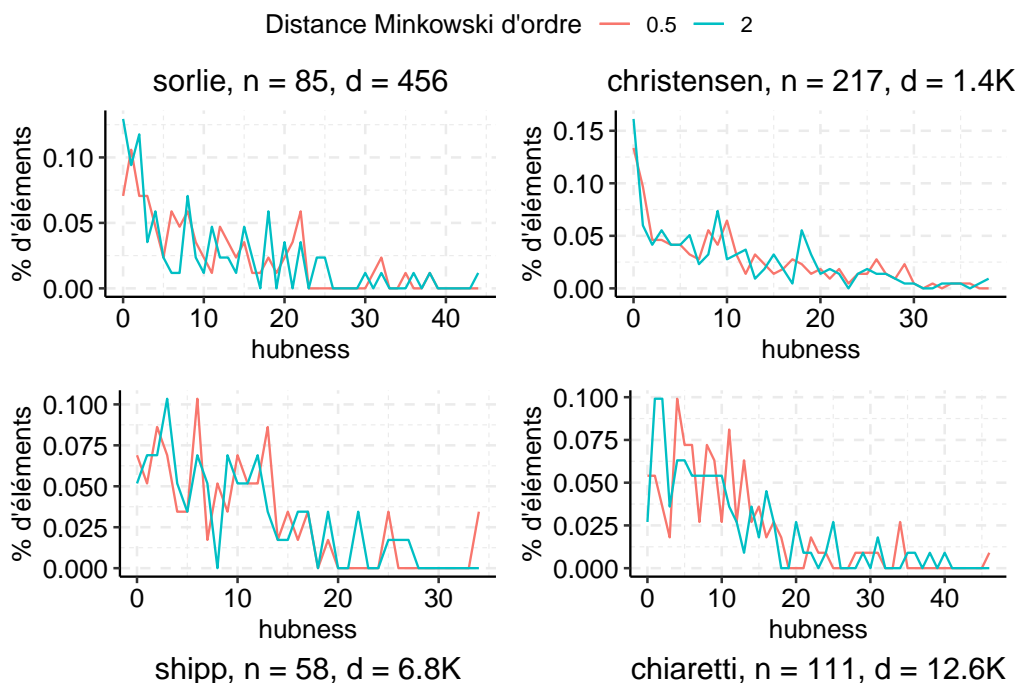 Distance Minkowski d'ordre 0.5 2
sorlie, n = 85, d = 456
% d'éléments
0.10
0.05
0.00
0 10 20 30 40
hubness
christensen, n = 217, d = 1.4K
% d'éléments
0.15
0.10
0.05
0.00
0 10 20 30
hubness
% d'éléments
0.100
0.075
0.050
0.025
0.000
0 10 20 30
hubness
shipp, n = 58, d = 6.8K
% d'éléments
0.100
0.075
0.050
0.025
0.000
0 10 20 30 40
hubness
chiaretti, n = 111, d = 12.6K